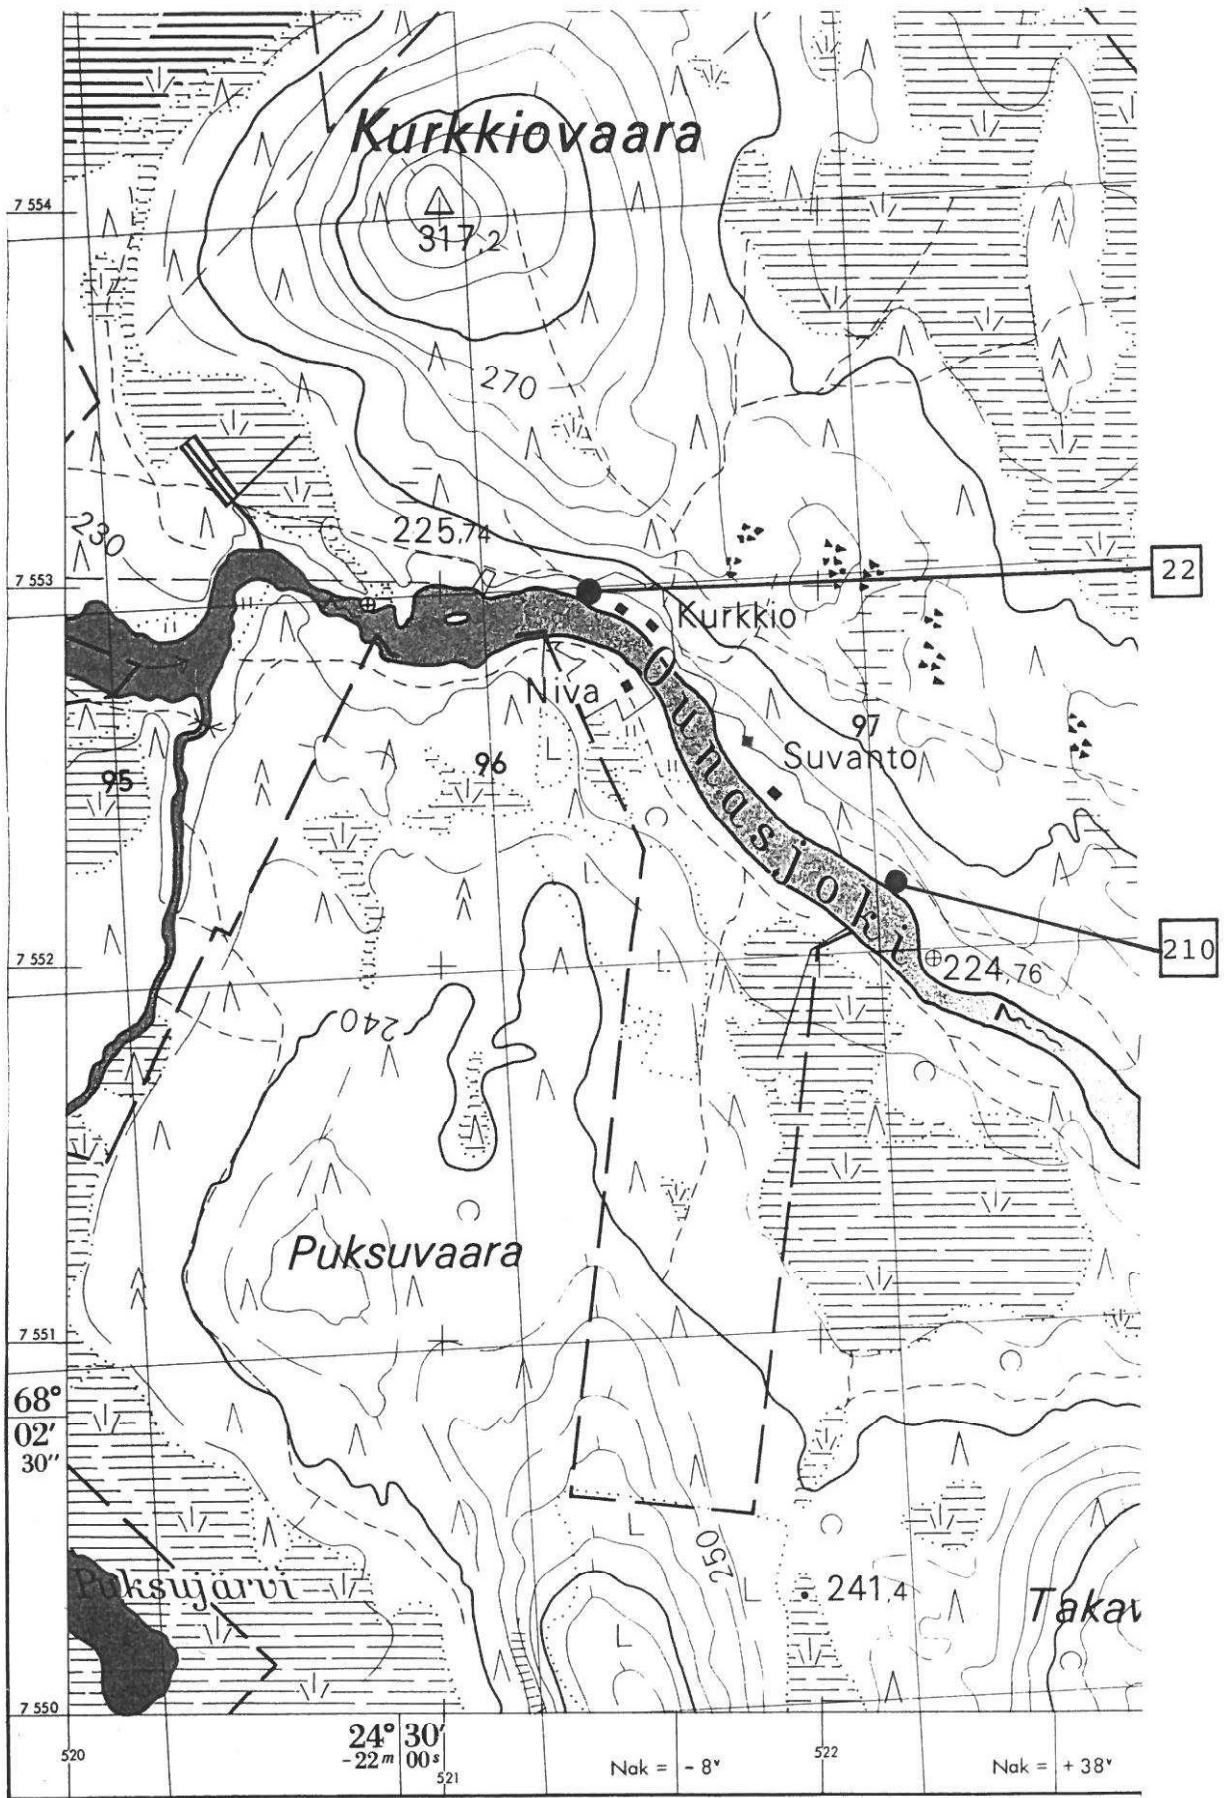 Kurkkiovaara
7 554
317,2
270
230
225,74
7 553
22
Kurkkio
Niva
Ounasjoki
97
Suvanto
95
96
210
7 552
224,76
240
Puksuvaara
7 551
68°
02'
30"
250
Puksujärvi
241,4
Takav
7 550
24° 30'
-22ᵐ 00ˢ
520
521
Nak = - 8ᵛ
522
Nak = + 38ᵛ